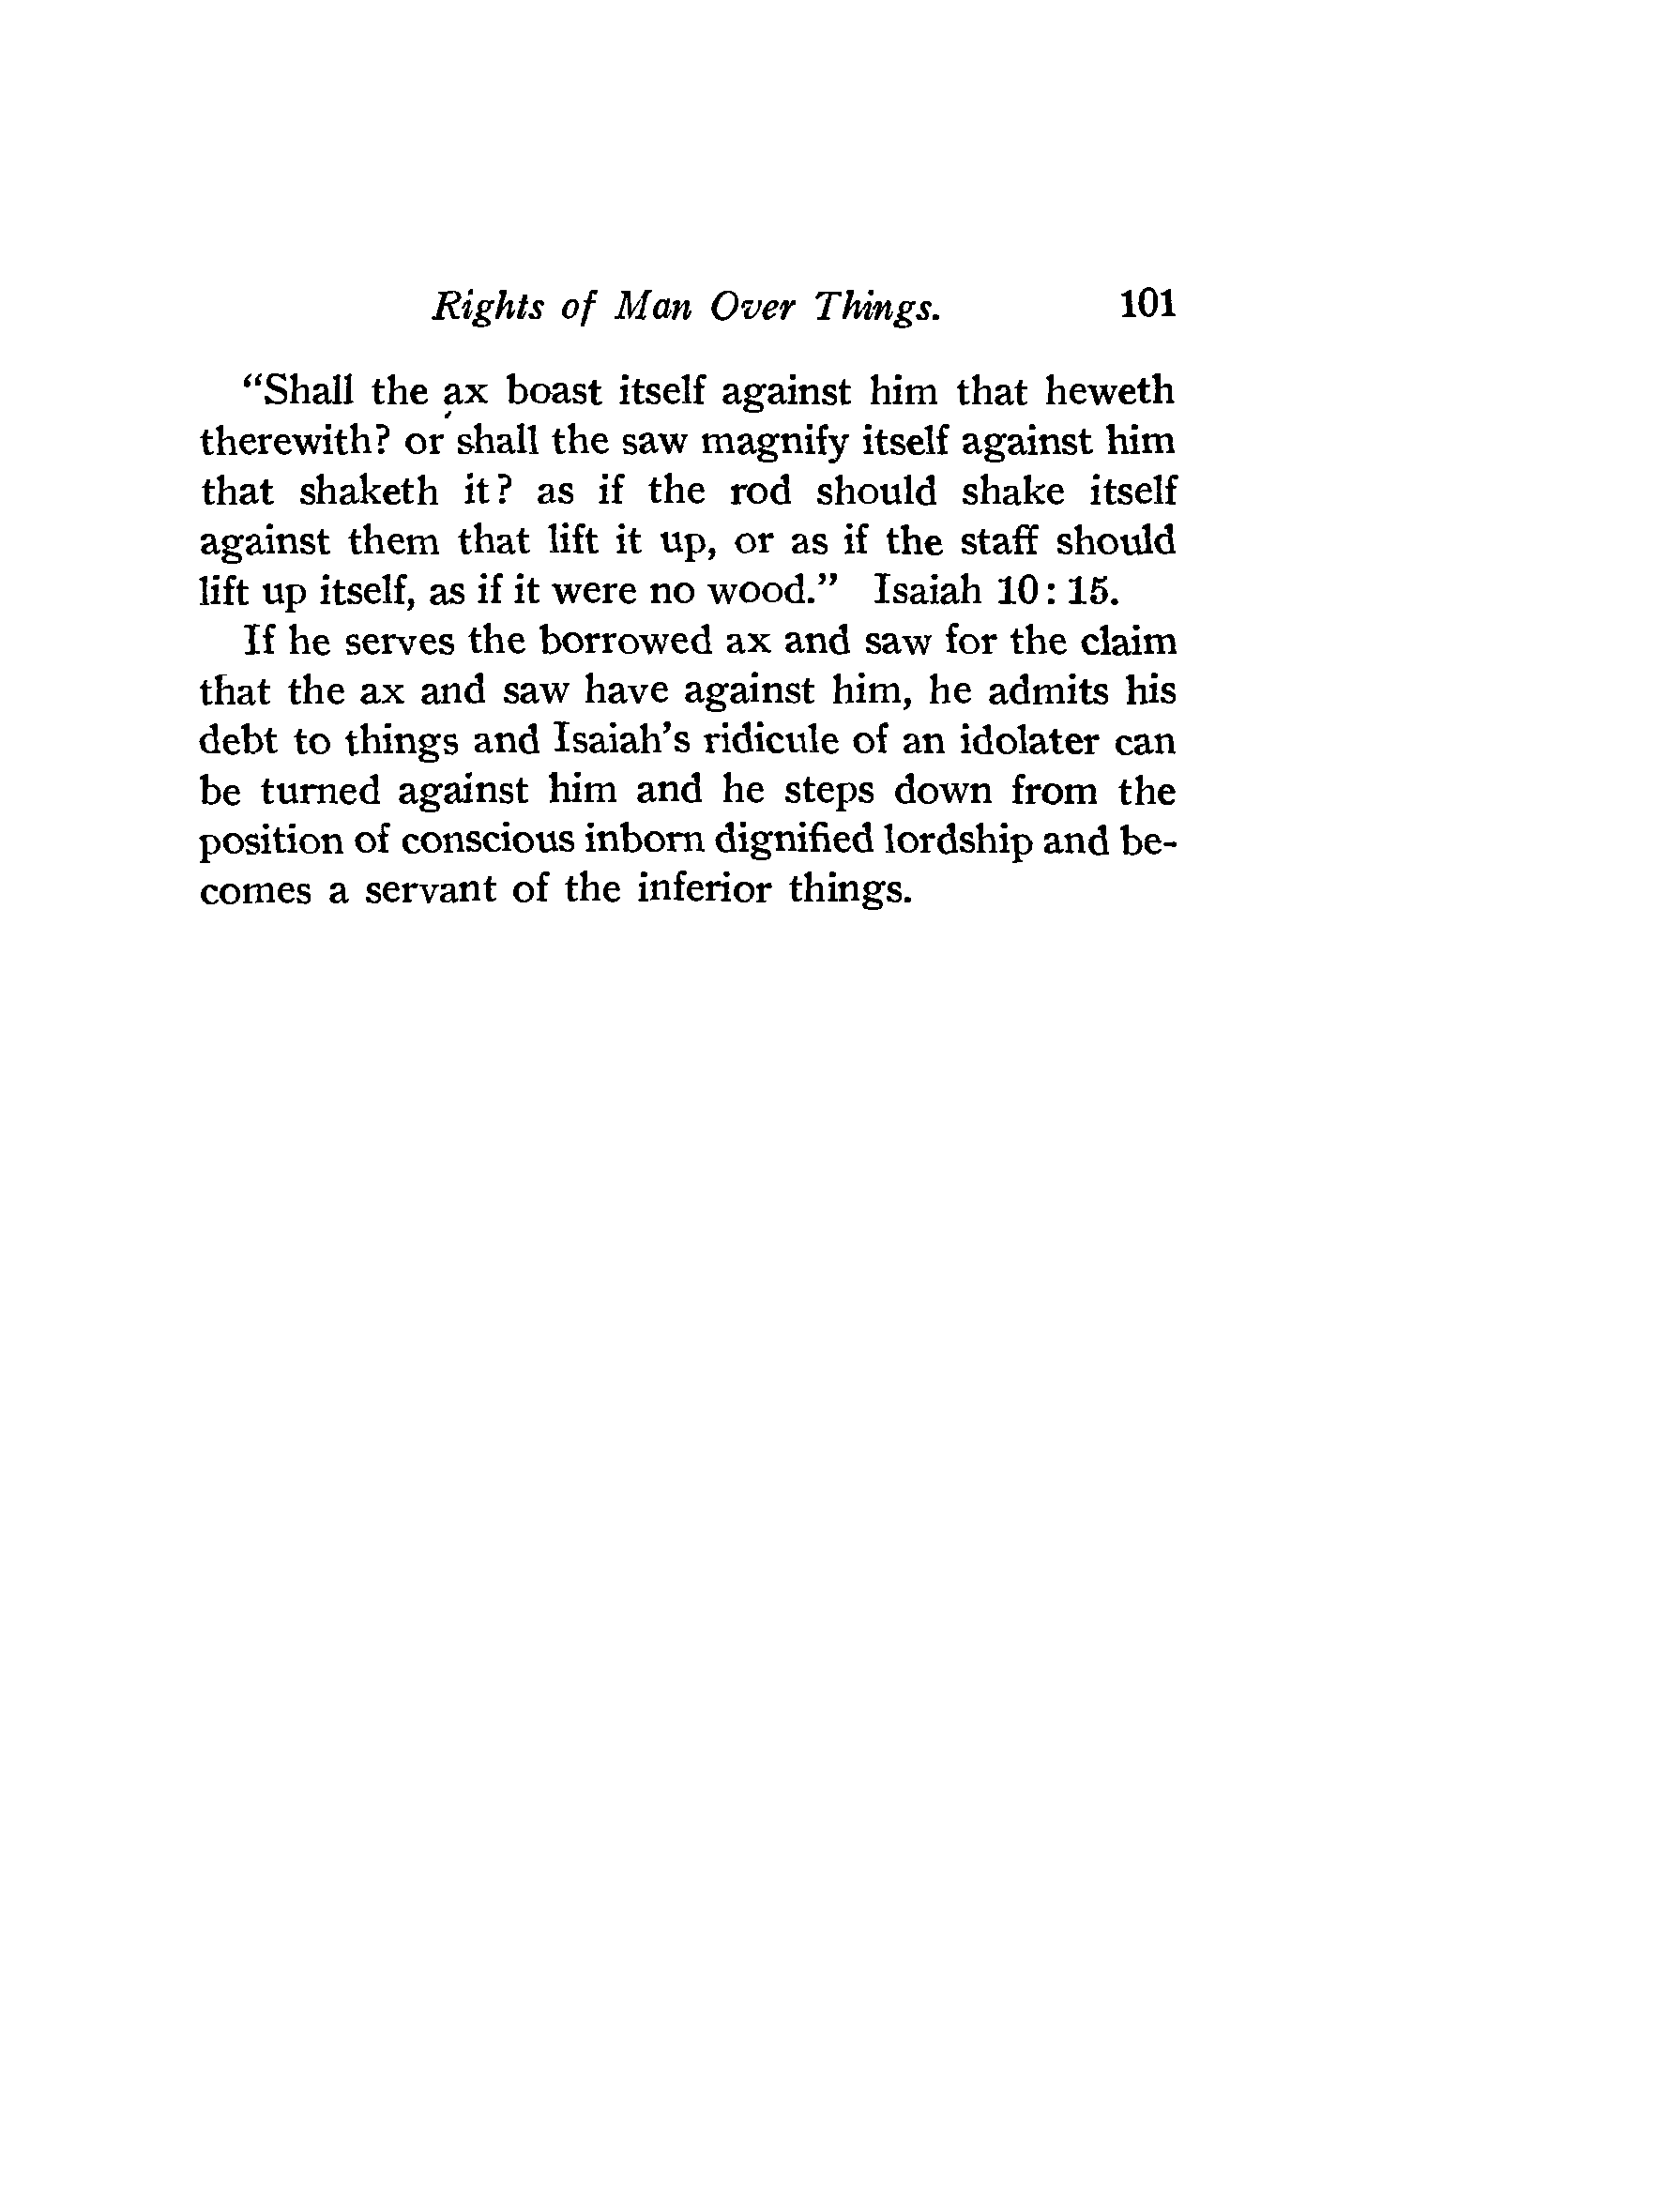 Rights of Man Over Things. 101
“Shall the ax boast itself against him that heweth
therewith? or shall the saw magnify itself against him
that shaketh it? as if the rod should shake itself
against them that lift it up, or as if the staff should
lift up itself, as if it were no wood.” Isaiah 10: 15.
If he serves the borrowed ax and saw for the claim
that the ax and saw have against him, he admits his
debt to things and Isaiah’s ridicule of an idolater can
be turned against him and he steps down from the
position of conscious inborn dignified lordship and be-
comes a servant of the inferior things.